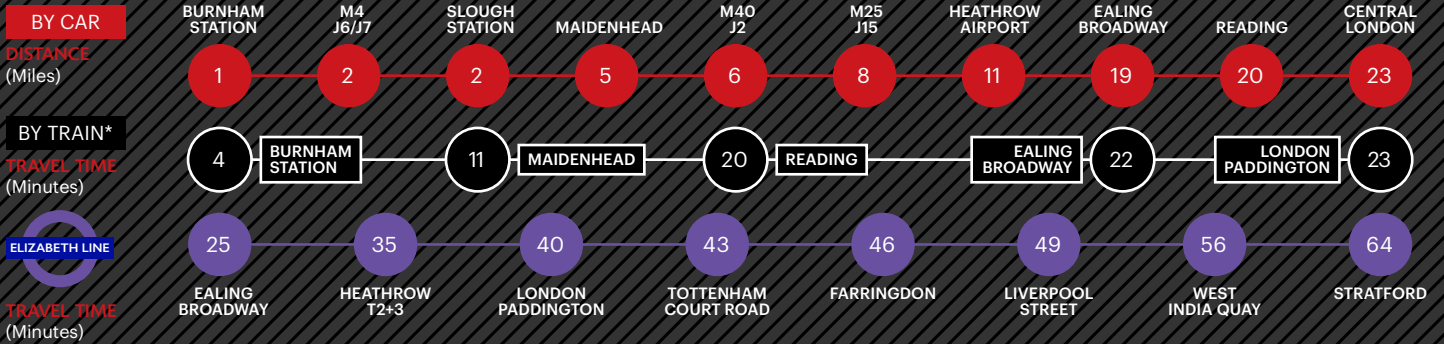 BY CAR
DISTANCE
(Miles)
BURNHAM
STATION
1
M4
J6/J7
2
SLOUGH
STATION
2
MAIDENHEAD
5
M40
J2
6
M25
J15
8
HEATHROW
AIRPORT
11
EALING
BROADWAY
19
READING
20
CENTRAL
LONDON
23
BY TRAIN*
TRAVEL TIME
(Minutes)
4
BURNHAM
STATION
11
MAIDENHEAD
20
READING
EALING
BROADWAY
22
LONDON
PADDINGTON
23
ELIZABETH LINE
TRAVEL TIME
(Minutes)
25
EALING
BROADWAY
35
HEATHROW
T2+3
40
LONDON
PADDINGTON
43
TOTTENHAM
COURT ROAD
46
FARRINGDON
49
LIVERPOOL
STREET
56
WEST
INDIA QUAY
64
STRATFORD